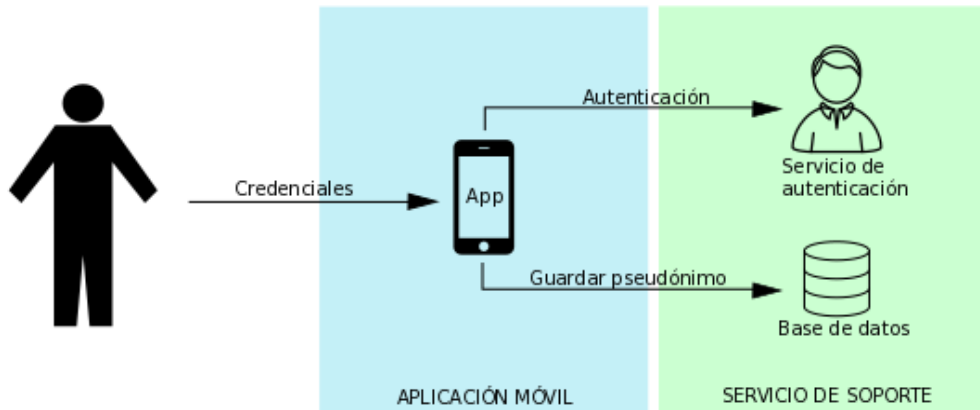 Autenticación
Servicio de
autenticación
Credenciales
App
Guardar pseudónimo
Base de datos
APLICACIÓN MÓVIL
SERVICIO DE SOPORTE